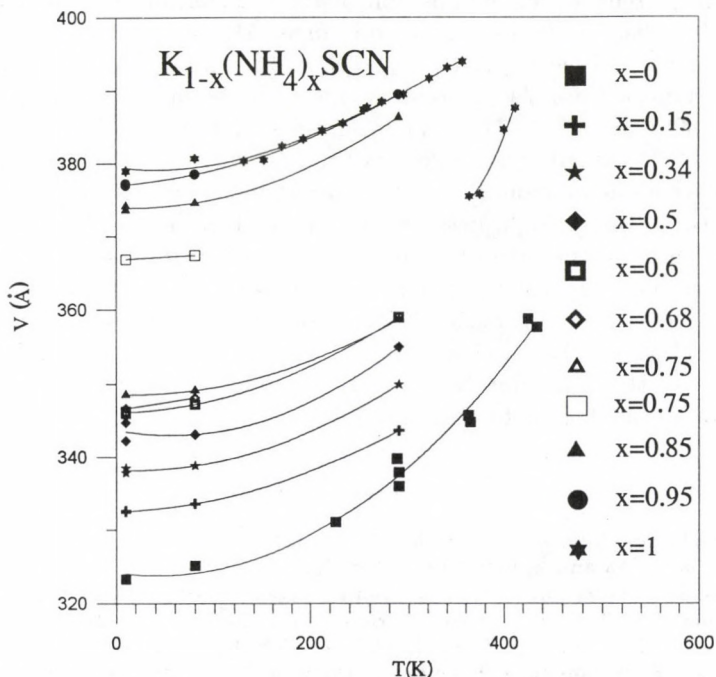 400
380
360
340
320
V (Å)
K1-x(NH4)xSCN
x=0
x=0.15
x=0.34
x=0.5
x=0.6
x=0.68
x=0.75
x=0.75
x=0.85
x=0.95
x=1
0 200 400 600
T(K)